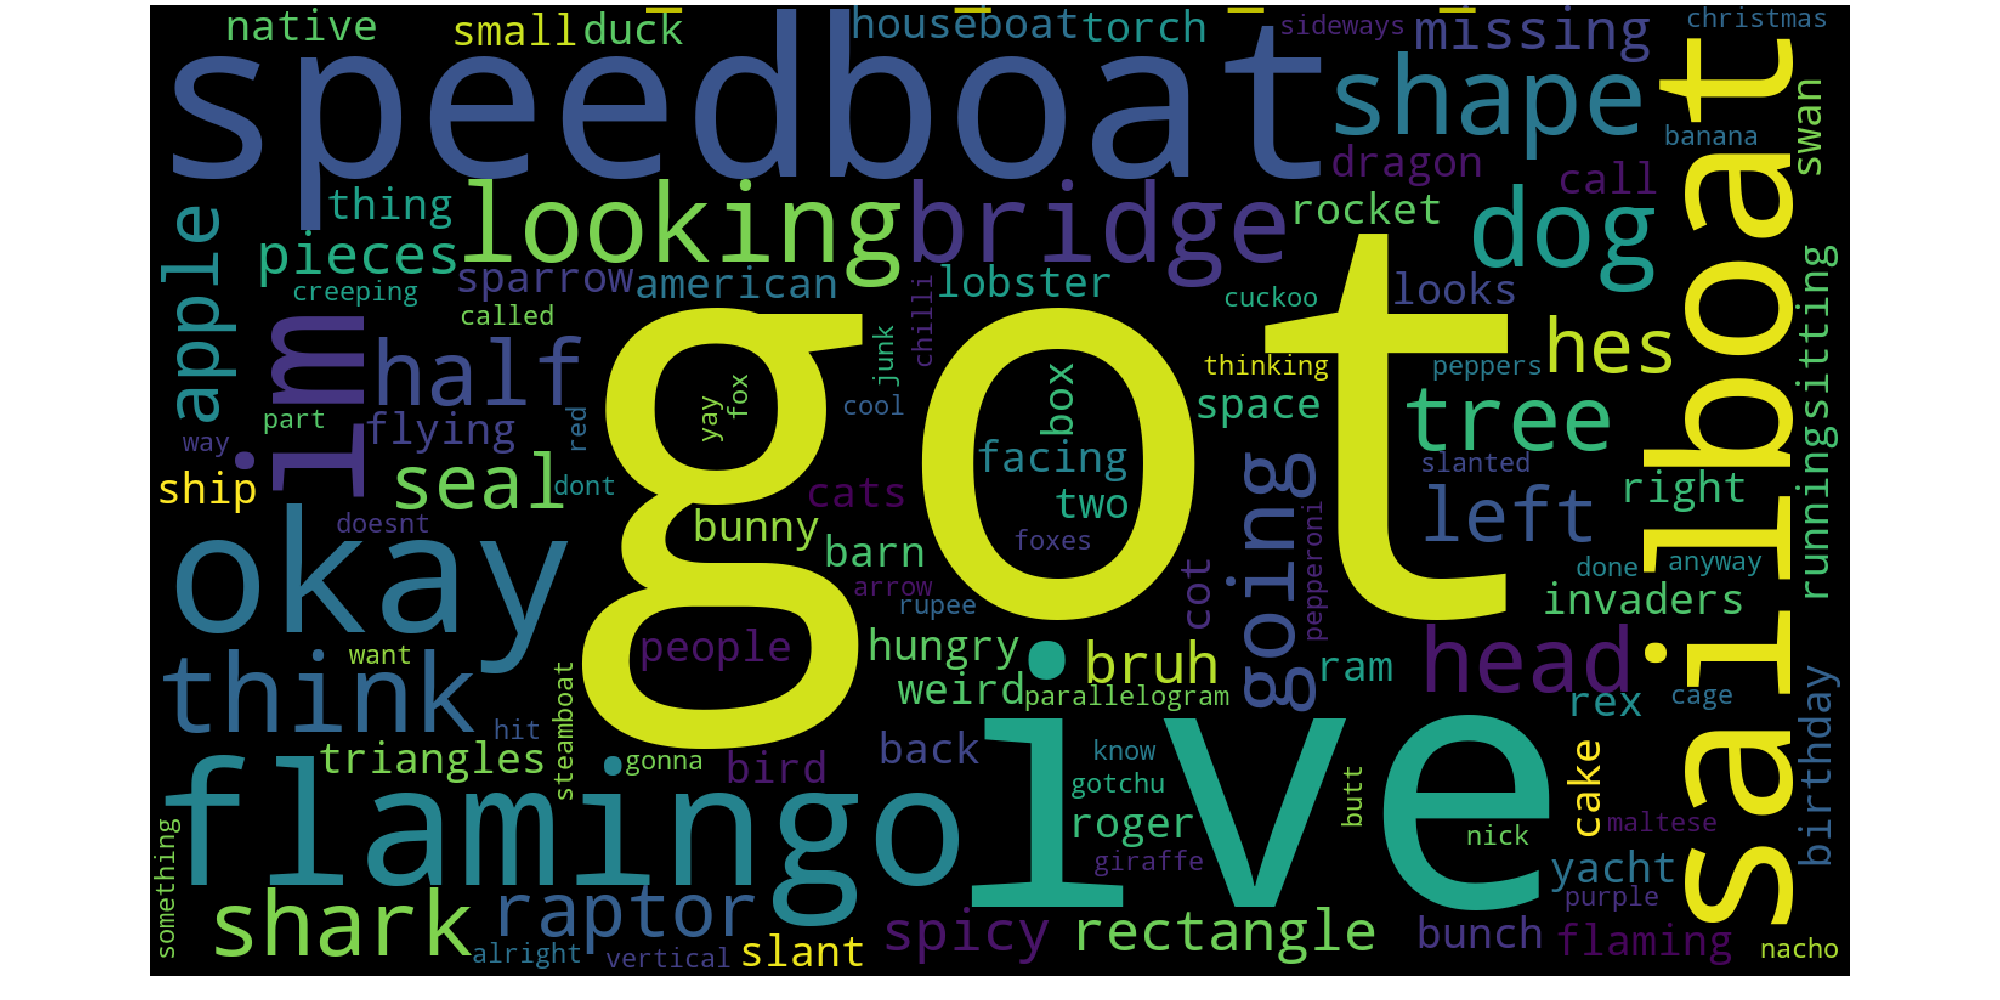 native
small
duck
houseboat
torch
sideways
missing
christmas
speedboat
shape
sailboat
swan
banana
dragon
call
thing
looking
bridge
rocket
dog
apple
pieces
sparrow
american
lobster
cuckoo
looks
creeping
called
chilli
junk
im
half
got
thinking
peppers
hes
runningsitting
yay
fox
cool
box
space
tree
part
flying
red
way
seal
facing
slanted
ship
dont
cats
two
going
left
right
doesnt
bunny
foxes
pepperoni
okay
barn
cot
done
anyway
arrow
rupee
invaders
people
hungry
bruh
head
want
think
steamboat
weird
parallelogram
ram
rex
cage
birthday
hit
triangles
gonna
bird
back
know
ive
cake
gotchu
butt
flamingo
roger
nick
maltese
something
giraffe
yacht
purple
shark
raptor
spicy
rectangle
bunch
flaming
alright
vertical
slant
nacho